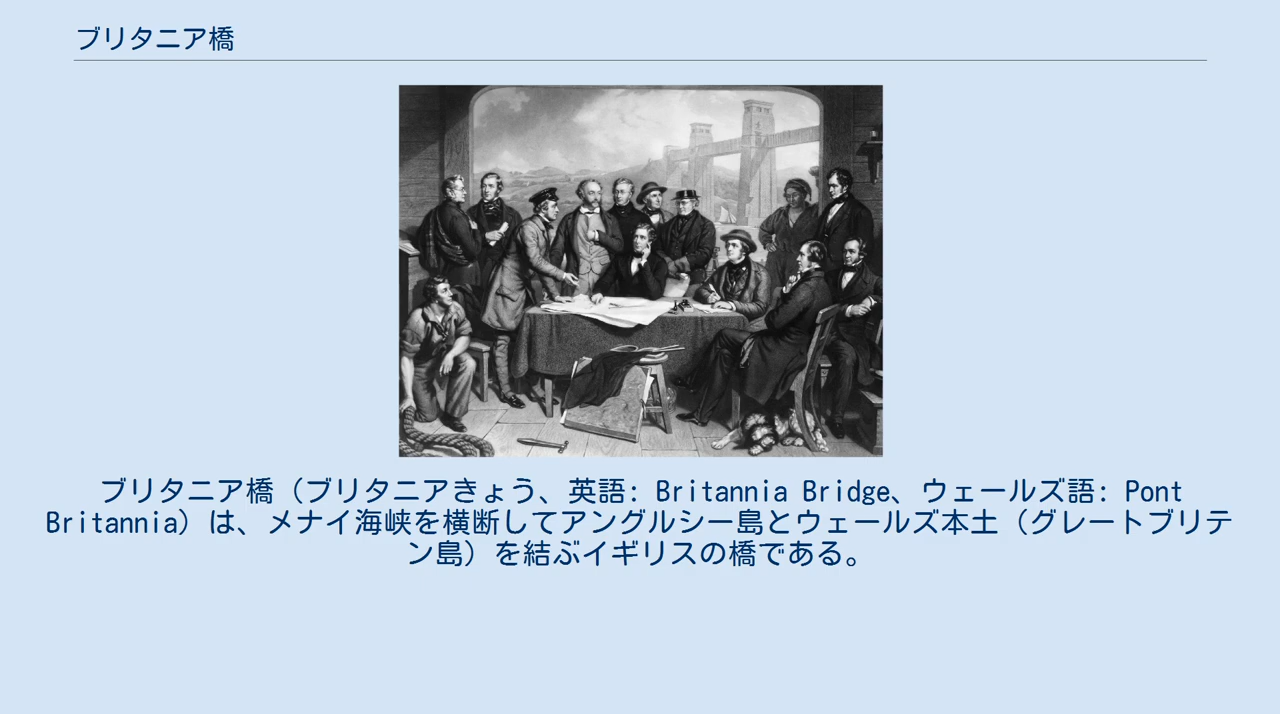 ブリタニア橋
ブリタニア橋（ブリタニアきょう、英語: Britannia Bridge、ウェールズ語: Pont
Britannia）は、メナイ海峡を横断してアングルシー島とウェールズ本土（グレートブリテ
ン島）を結ぶイギリスの橋である。